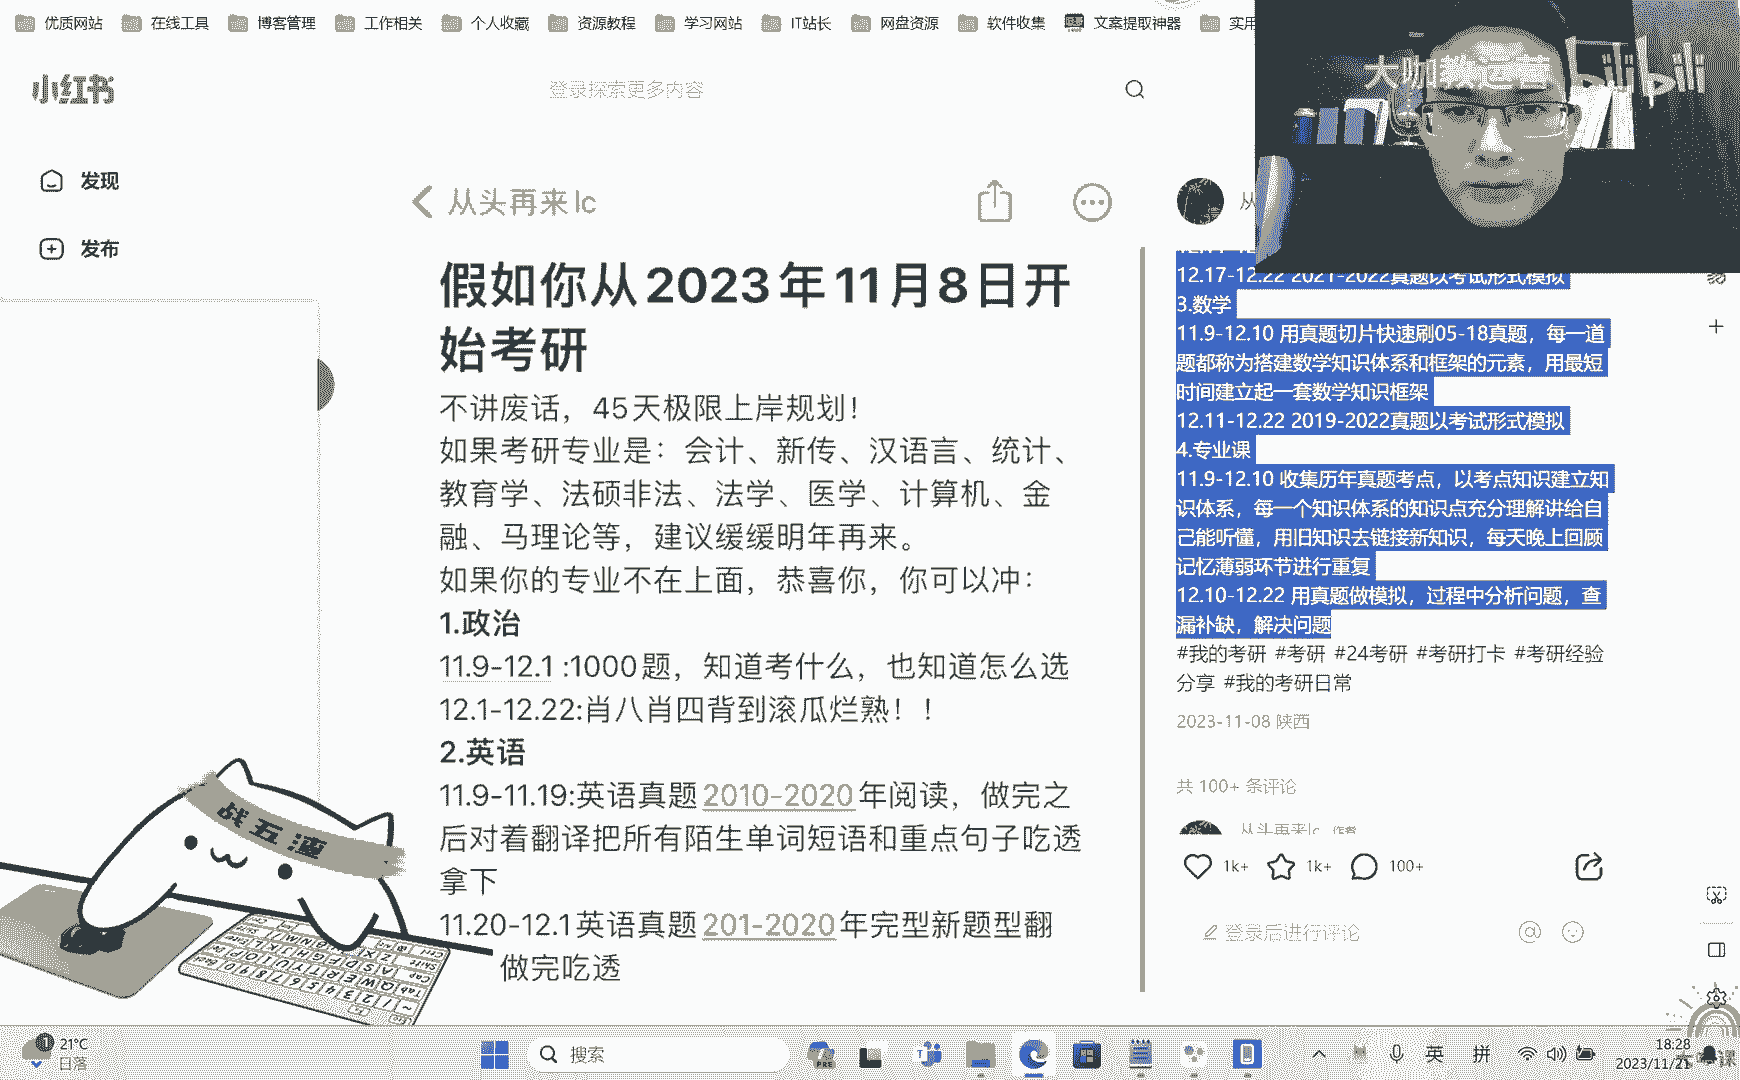 优质网站 在线工具 博客管理 工作相关 个人收藏 资源教程 学习网站 IT站长 网盘资源 软件收集 文案提取神器 实用
小红书
登录探索更多内容
大咖教运营
bilibili
发现
发布
从头再来lc
假如你从2023年11月8日开
始考研
不讲废话，45天极限上岸规划！
如果考研专业是：会计、新传、汉语言、统计、
教育学、法硕非法、法学、医学、计算机、金
融、马理论等，建议缓缓明年再来。
如果你的专业不在上面，恭喜你，你可以冲：
1.政治
11.9-12.1 :1000题，知道考什么，也知道怎么选
12.1-12.22:肖八肖四背到滚瓜烂熟！！
2.英语
11.9-11.19:英语真题2010-2020年阅读，做完之
后对着翻译把所有陌生单词短语和重点句子吃透
拿下
11.20-12.1英语真题201-2020年完型新题型翻
做完吃透
战五渣
从
12.17-12.22 2021-2022真题以考试形式模拟
3.数学
11.9-12.10 用真题切片快速刷05-18真题，每一道
题都称为搭建数学知识体系和框架的元素，用最短
时间建立起一套数学知识框架
12.11-12.22 2019-2022真题以考试形式模拟
4.专业课
11.9-12.10 收集历年真题考点，以考点知识建立知
识体系，每一个知识体系的知识点充分理解讲给自
己能听懂，用旧知识去链接新知识，每天晚上回顾
记忆薄弱环节进行重复
12.10-12.22 用真题做模拟，过程中分析问题，查
漏补缺，解决问题
#我的考研 #考研 #24考研 #考研打卡 #考研经验
分享 #我的考研日常
2023-11-08 陕西
共 100+ 条评论
从头再来lc 作者
1k+ 1k+ 100+
登录后进行评论
21°C
日落
搜索
英 拼
18:28
2023/11/21